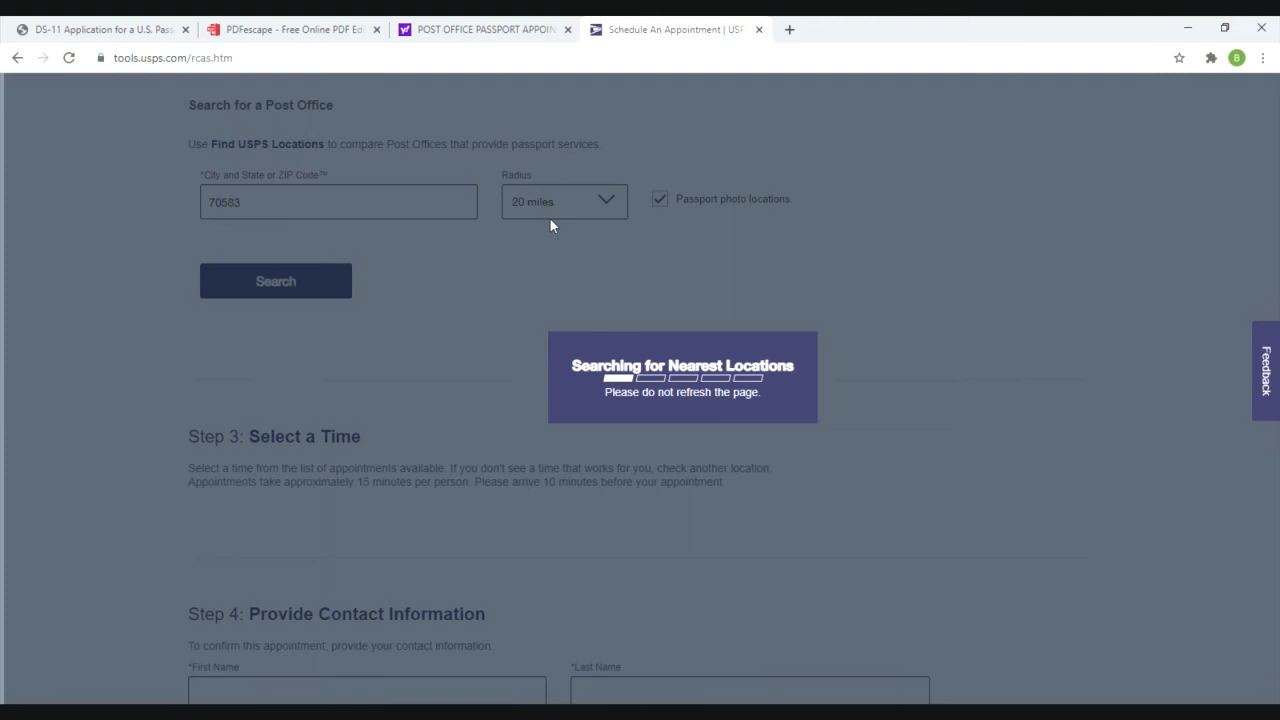 DS-11 Application for a U.S. Pass
PDFescape - Free Online PDF Edi
POST OFFICE PASSPORT APPOIN
Schedule An Appointment | USP
tools.usps.com/rcas.htm
B
Search for a Post Office
Use Find USPS Locations to compare Post Offices that provide passport services.
*City and State or ZIP Code™
Radius
70583
20 miles
Passport photo locations.
Search
Searching for Nearest Locations
Please do not refresh the page.
Feedback
Step 3: Select a Time
Select a time from the list of appointments available. If you don't see a time that works for you, check another location.
Appointments take approximately 15 minutes per person. Please arrive 10 minutes before your appointment
Step 4: Provide Contact Information
To confirm this appointment, provide your contact information.
*First Name
*Last Name